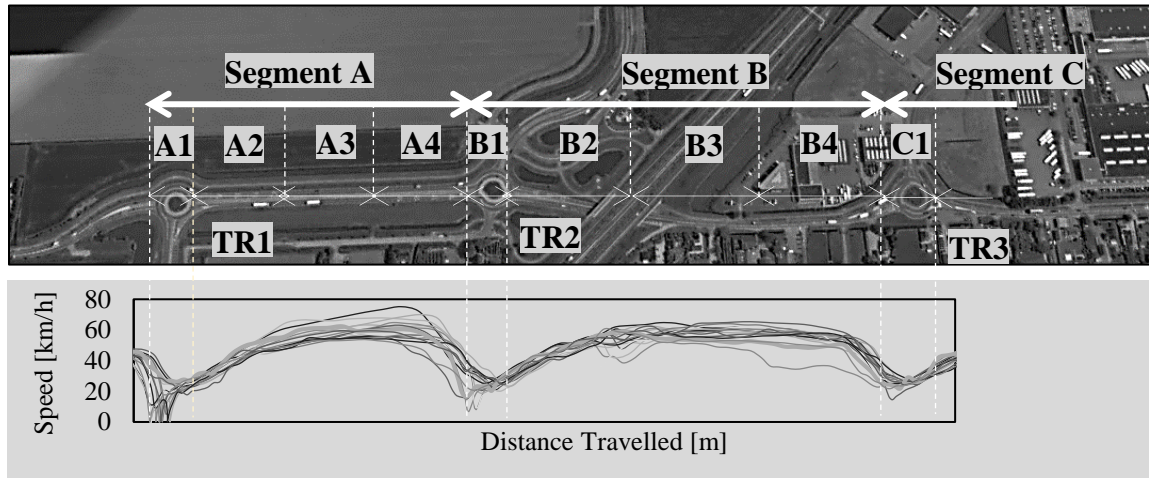 Segment A
Segment B
Segment C
A1
A2
A3
A4
B1
B2
B3
B4
C1
TR1
TR2
TR3
Speed [km/h]
80
60
40
20
0
Distance Travelled [m]